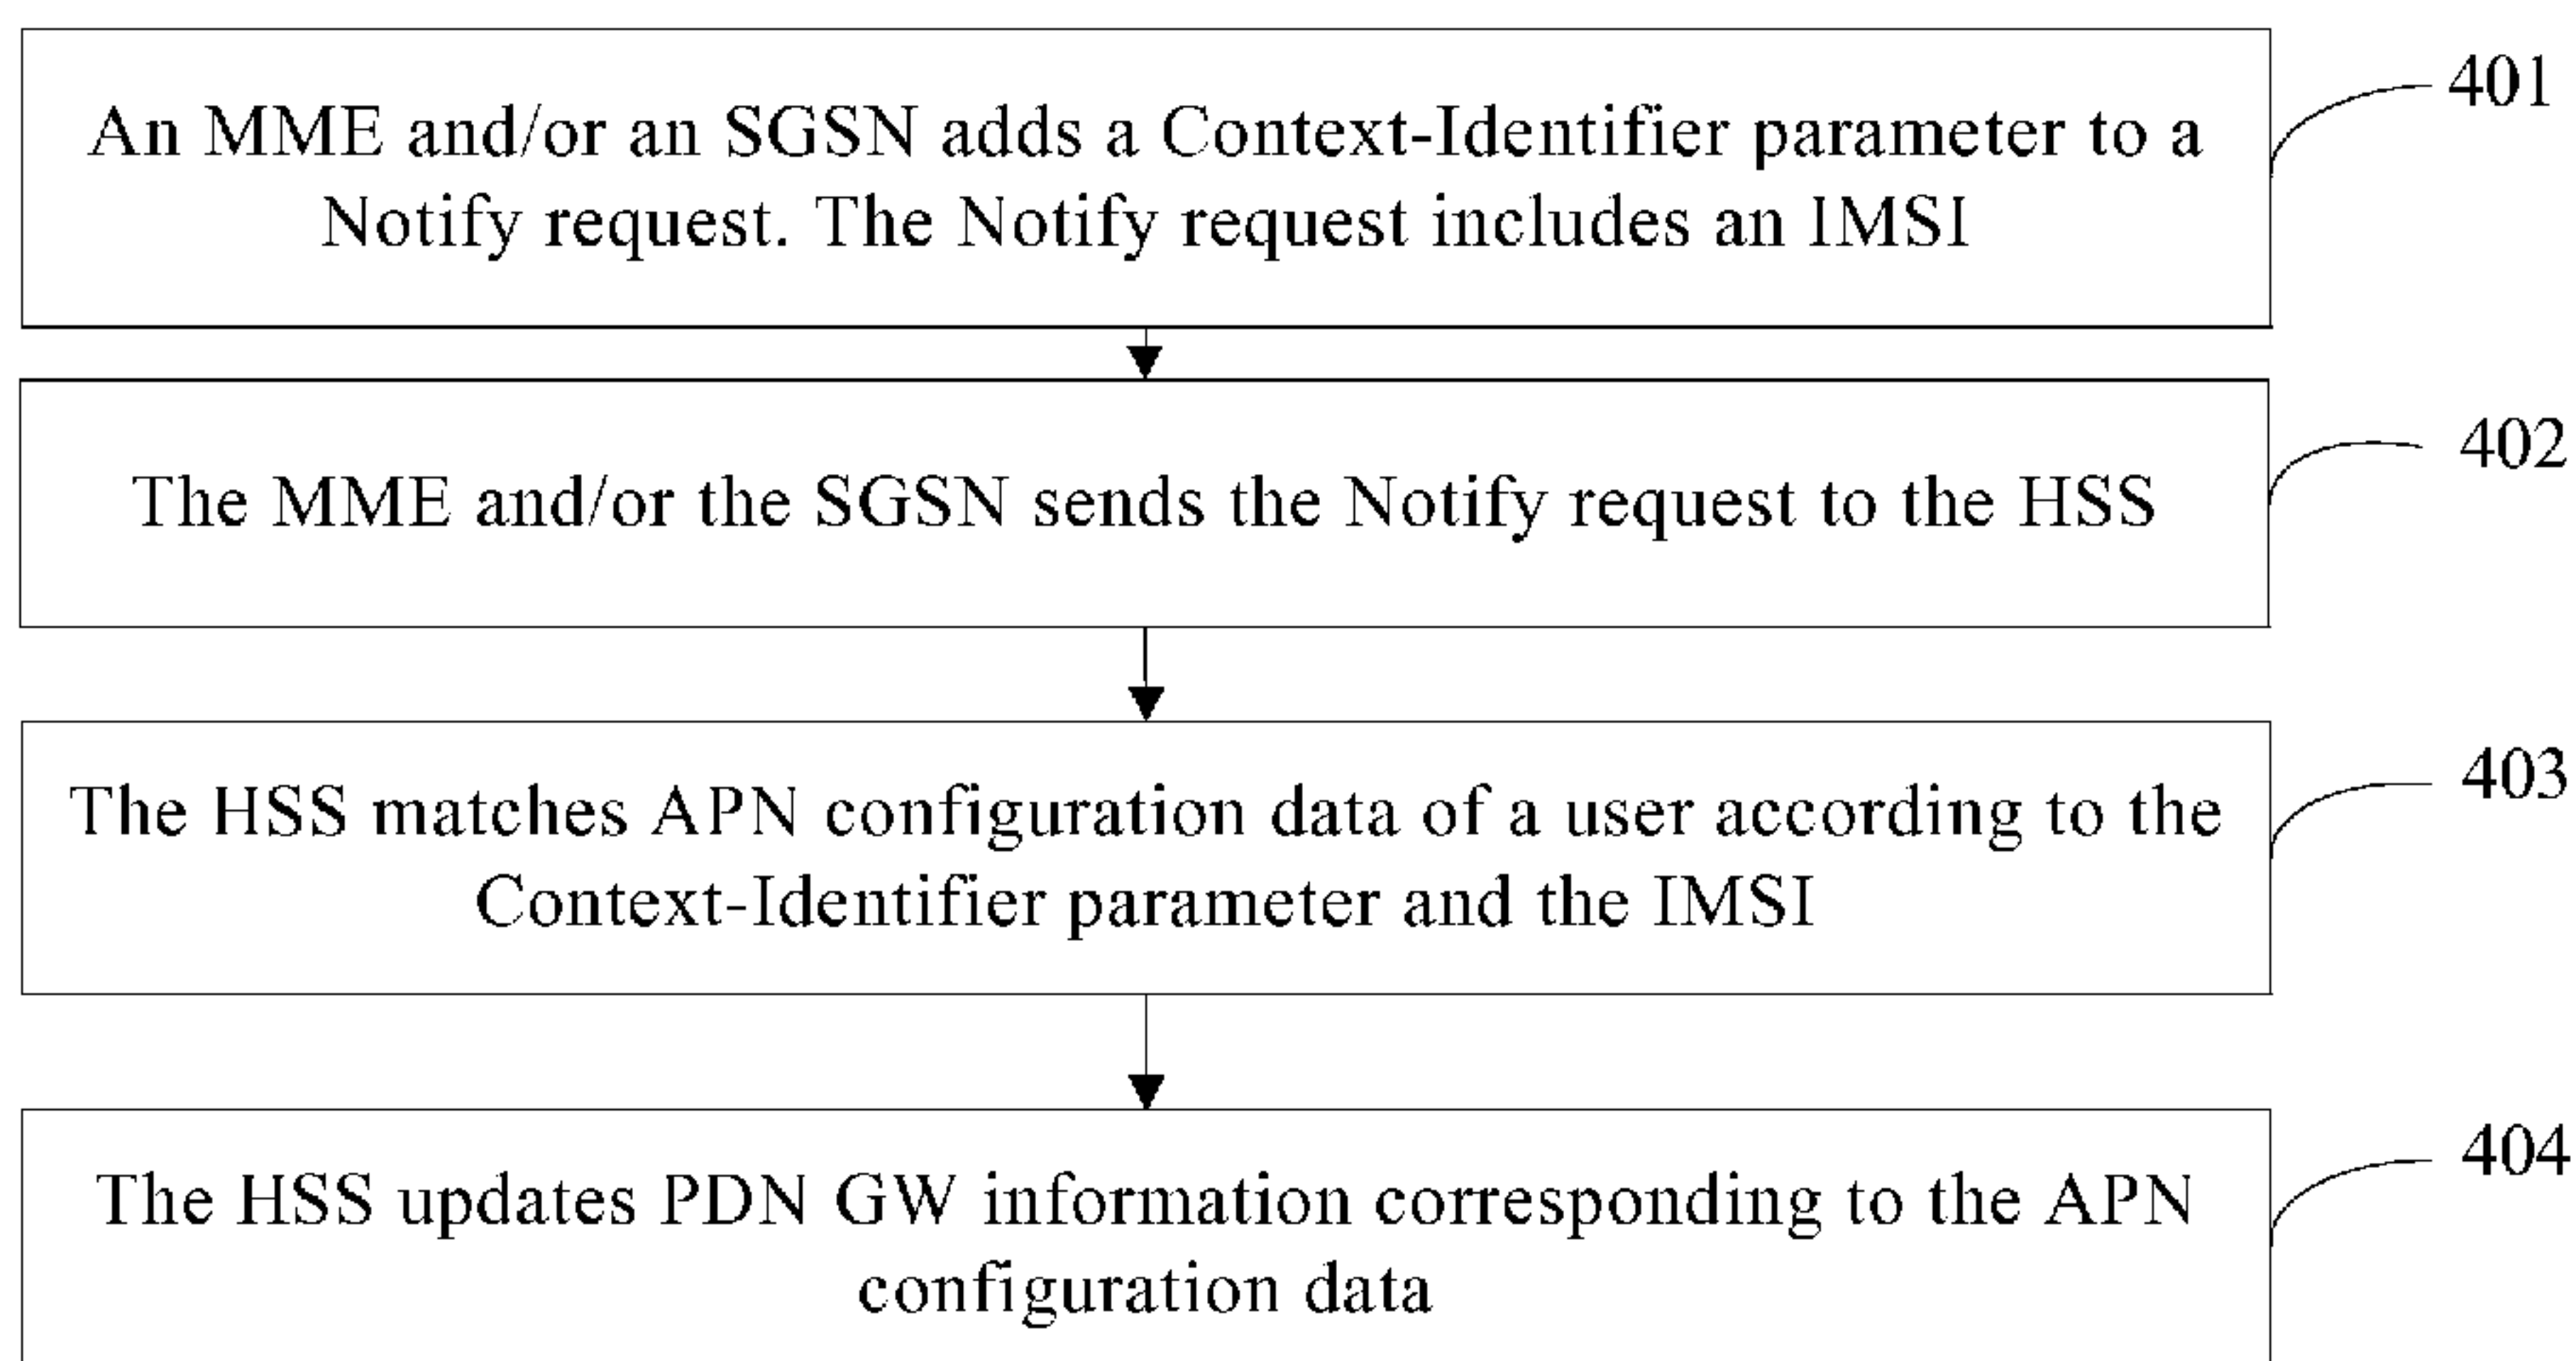 An MME and/or an SGSN adds a Context-Identifier parameter to a
Notify request. The Notify request includes an IMSI
401
The MME and/or the SGSN sends the Notify request to the HSS
402
The HSS matches APN configuration data of a user according to the
Context-Identifier parameter and the IMSI
403
The HSS updates PDN GW information corresponding to the APN
configuration data
404